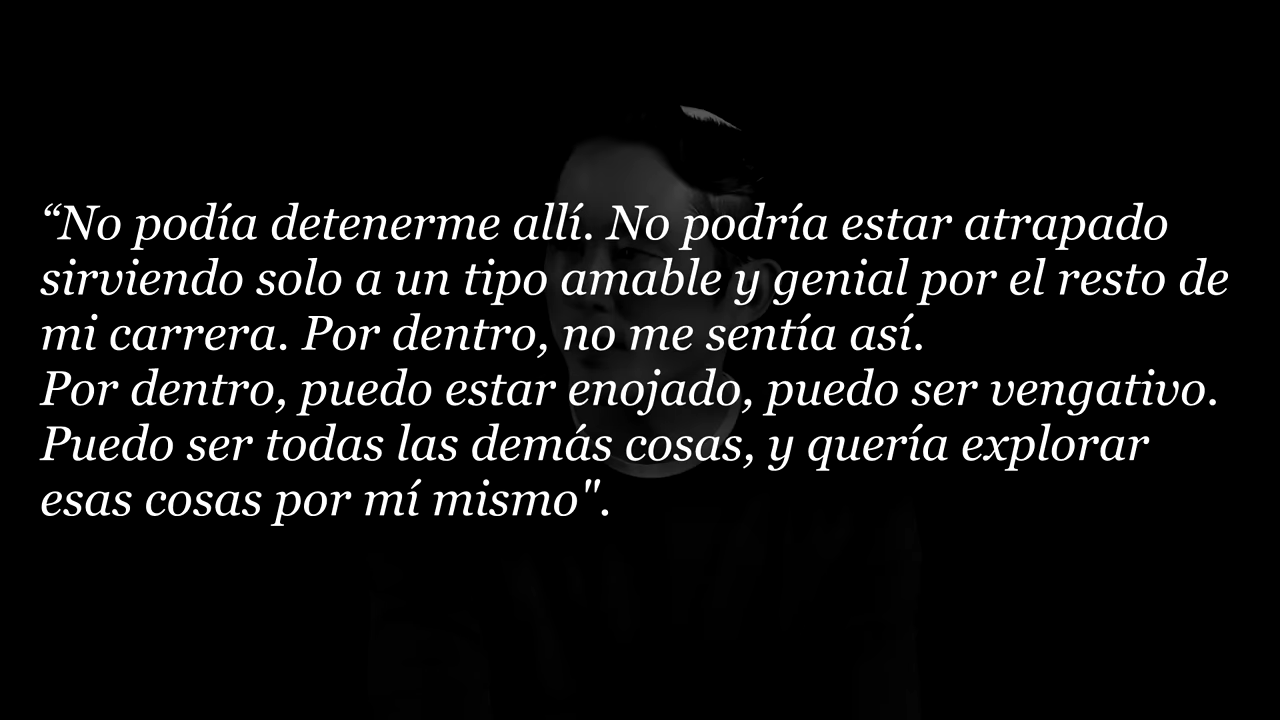 “No podía detenerme allí. No podría estar atrapado
sirviendo solo a un tipo amable y genial por el resto de
mi carrera. Por dentro, no me sentía así.
Por dentro, puedo estar enojado, puedo ser vengativo.
Puedo ser todas las demás cosas, y quería explorar
esas cosas por mí mismo".